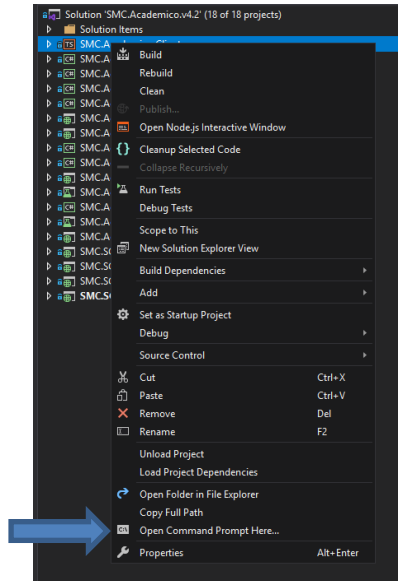 Solution 'SMC.Academico.v4.2' (18 of 18 projects)
Solution Items
TS SMC.A
C# SMC.A
C# SMC.A
C# SMC.A
C# SMC.A
SMC.A
SMC.A
C# SMC.A
C# SMC.A
SMC.A
SMC.A
C# SMC.A
SMC.A
SMC.A
SMC.S
SMC.S
SMC.S
SMC.S
Build
Rebuild
Clean
Publish...
Open Node.js Interactive Window
Cleanup Selected Code
Collapse Recursively
Run Tests
Debug Tests
Scope to This
New Solution Explorer View
Build Dependencies
Add
Set as Startup Project
Debug
Source Control
Cut Ctrl+X
Paste Ctrl+V
Remove Del
Rename F2
Unload Project
Load Project Dependencies
Open Folder in File Explorer
Copy Full Path
Open Command Prompt Here...
Properties Alt+Enter